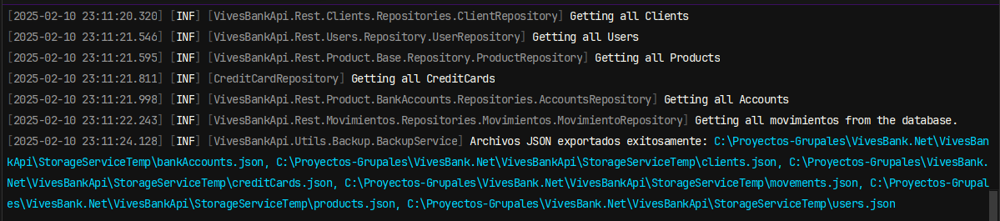 [2025-02-10 23:11:20.320] [INF] [VivesBankApi.Rest.Clients.Repositories.ClientRepository] Getting all Clients
[2025-02-10 23:11:21.546] [INF] [VivesBankApi.Rest.Users.Repository.UserRepository] Getting all Users
[2025-02-10 23:11:21.595] [INF] [VivesBankApi.Rest.Product.Base.Repository.ProductRepository] Getting all Products
[2025-02-10 23:11:21.811] [INF] [CreditCardRepository] Getting all CreditCards
[2025-02-10 23:11:21.998] [INF] [VivesBankApi.Rest.Product.BankAccounts.Repositories.AccountsRepository] Getting all Accounts
[2025-02-10 23:11:22.243] [INF] [VivesBankApi.Rest.Movimientos.Repositories.Movimientos.MovimientoRepository] Getting all movimientos from the database.
[2025-02-10 23:11:24.128] [INF] [VivesBankApi.Utils.Backup.BackupService] Archivos JSON exportados exitosamente: C:\Proyectos-Grupales\VivesBank.Net\VivesBan
kApi\StorageServiceTemp\bankAccounts.json, C:\Proyectos-Grupales\VivesBank.Net\VivesBankApi\StorageServiceTemp\clients.json, C:\Proyectos-Grupales\VivesBank.
Net\VivesBankApi\StorageServiceTemp\creditCards.json, C:\Proyectos-Grupales\VivesBank.Net\VivesBankApi\StorageServiceTemp\movements.json, C:\Proyectos-Grupal
es\VivesBank.Net\VivesBankApi\StorageServiceTemp\products.json, C:\Proyectos-Grupales\VivesBank.Net\VivesBankApi\StorageServiceTemp\users.json